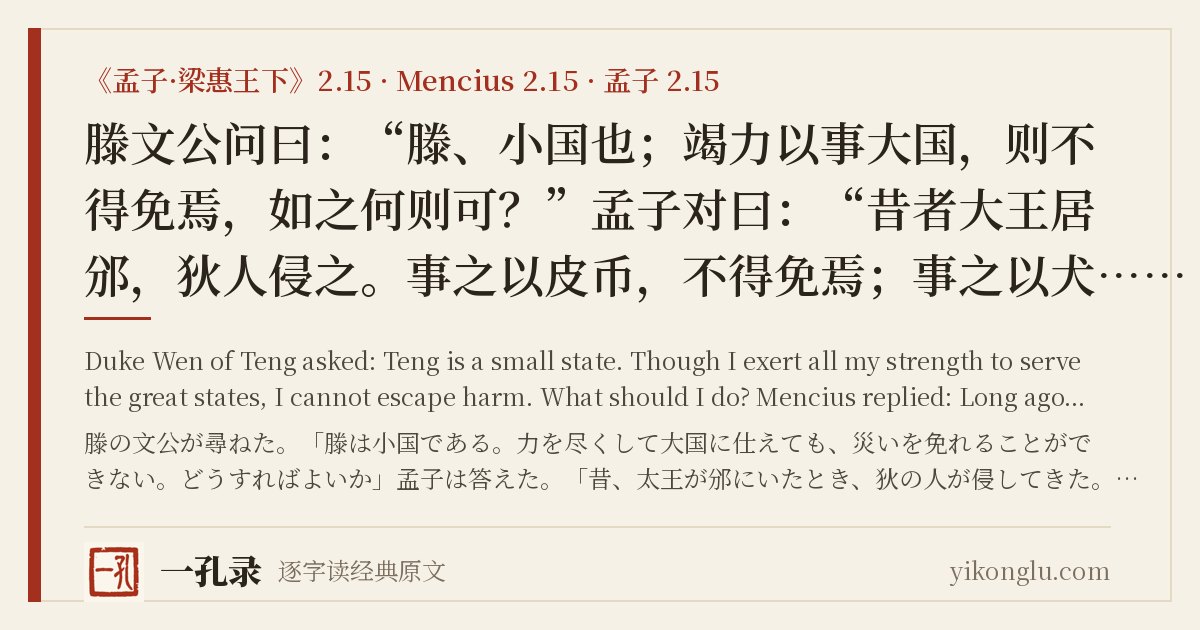 《孟子·梁惠王下》2.15 · Mencius 2.15 · 孟子 2.15
滕文公问曰：“滕、小国也；竭力以事大国，则不
得免焉，如之何则可？”孟子对曰：“昔者大王居
邠，狄人侵之。事之以皮币，不得免焉；事之以犬……
Duke Wen of Teng asked: Teng is a small state. Though I exert all my strength to serve
the great states, I cannot escape harm. What should I do? Mencius replied: Long ago...
滕の文公が尋ねた。「滕は小国である。力を尽くして大国に仕えても、災いを免れることがで
きない。どうすればよいか」孟子は答えた。「昔、太王が邠にいたとき、狄の人が侵してきた。…
一孔
一孔录 逐字读经典原文
yikonglu.com